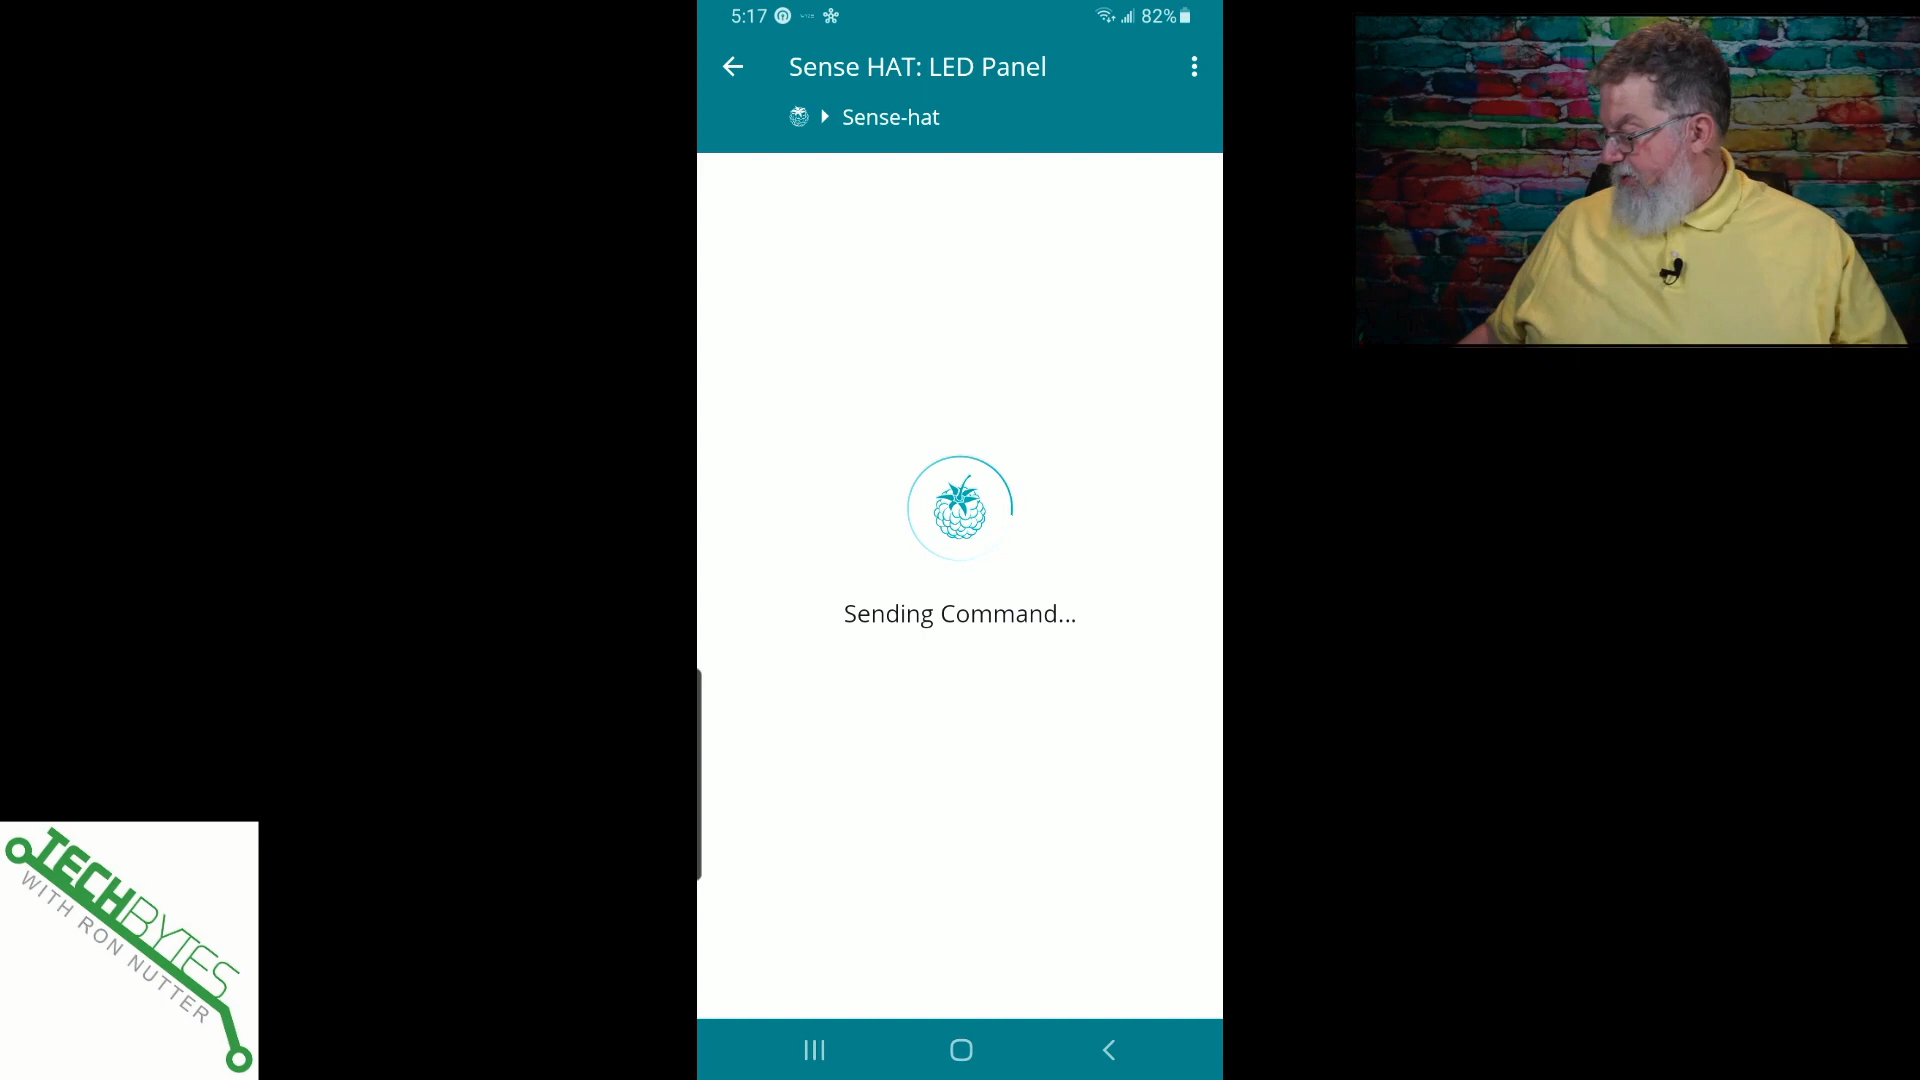 5:17
82%
Sense HAT: LED Panel
Sense-hat
Sending Command...
TECHBYTES
WITH RON NUTTER